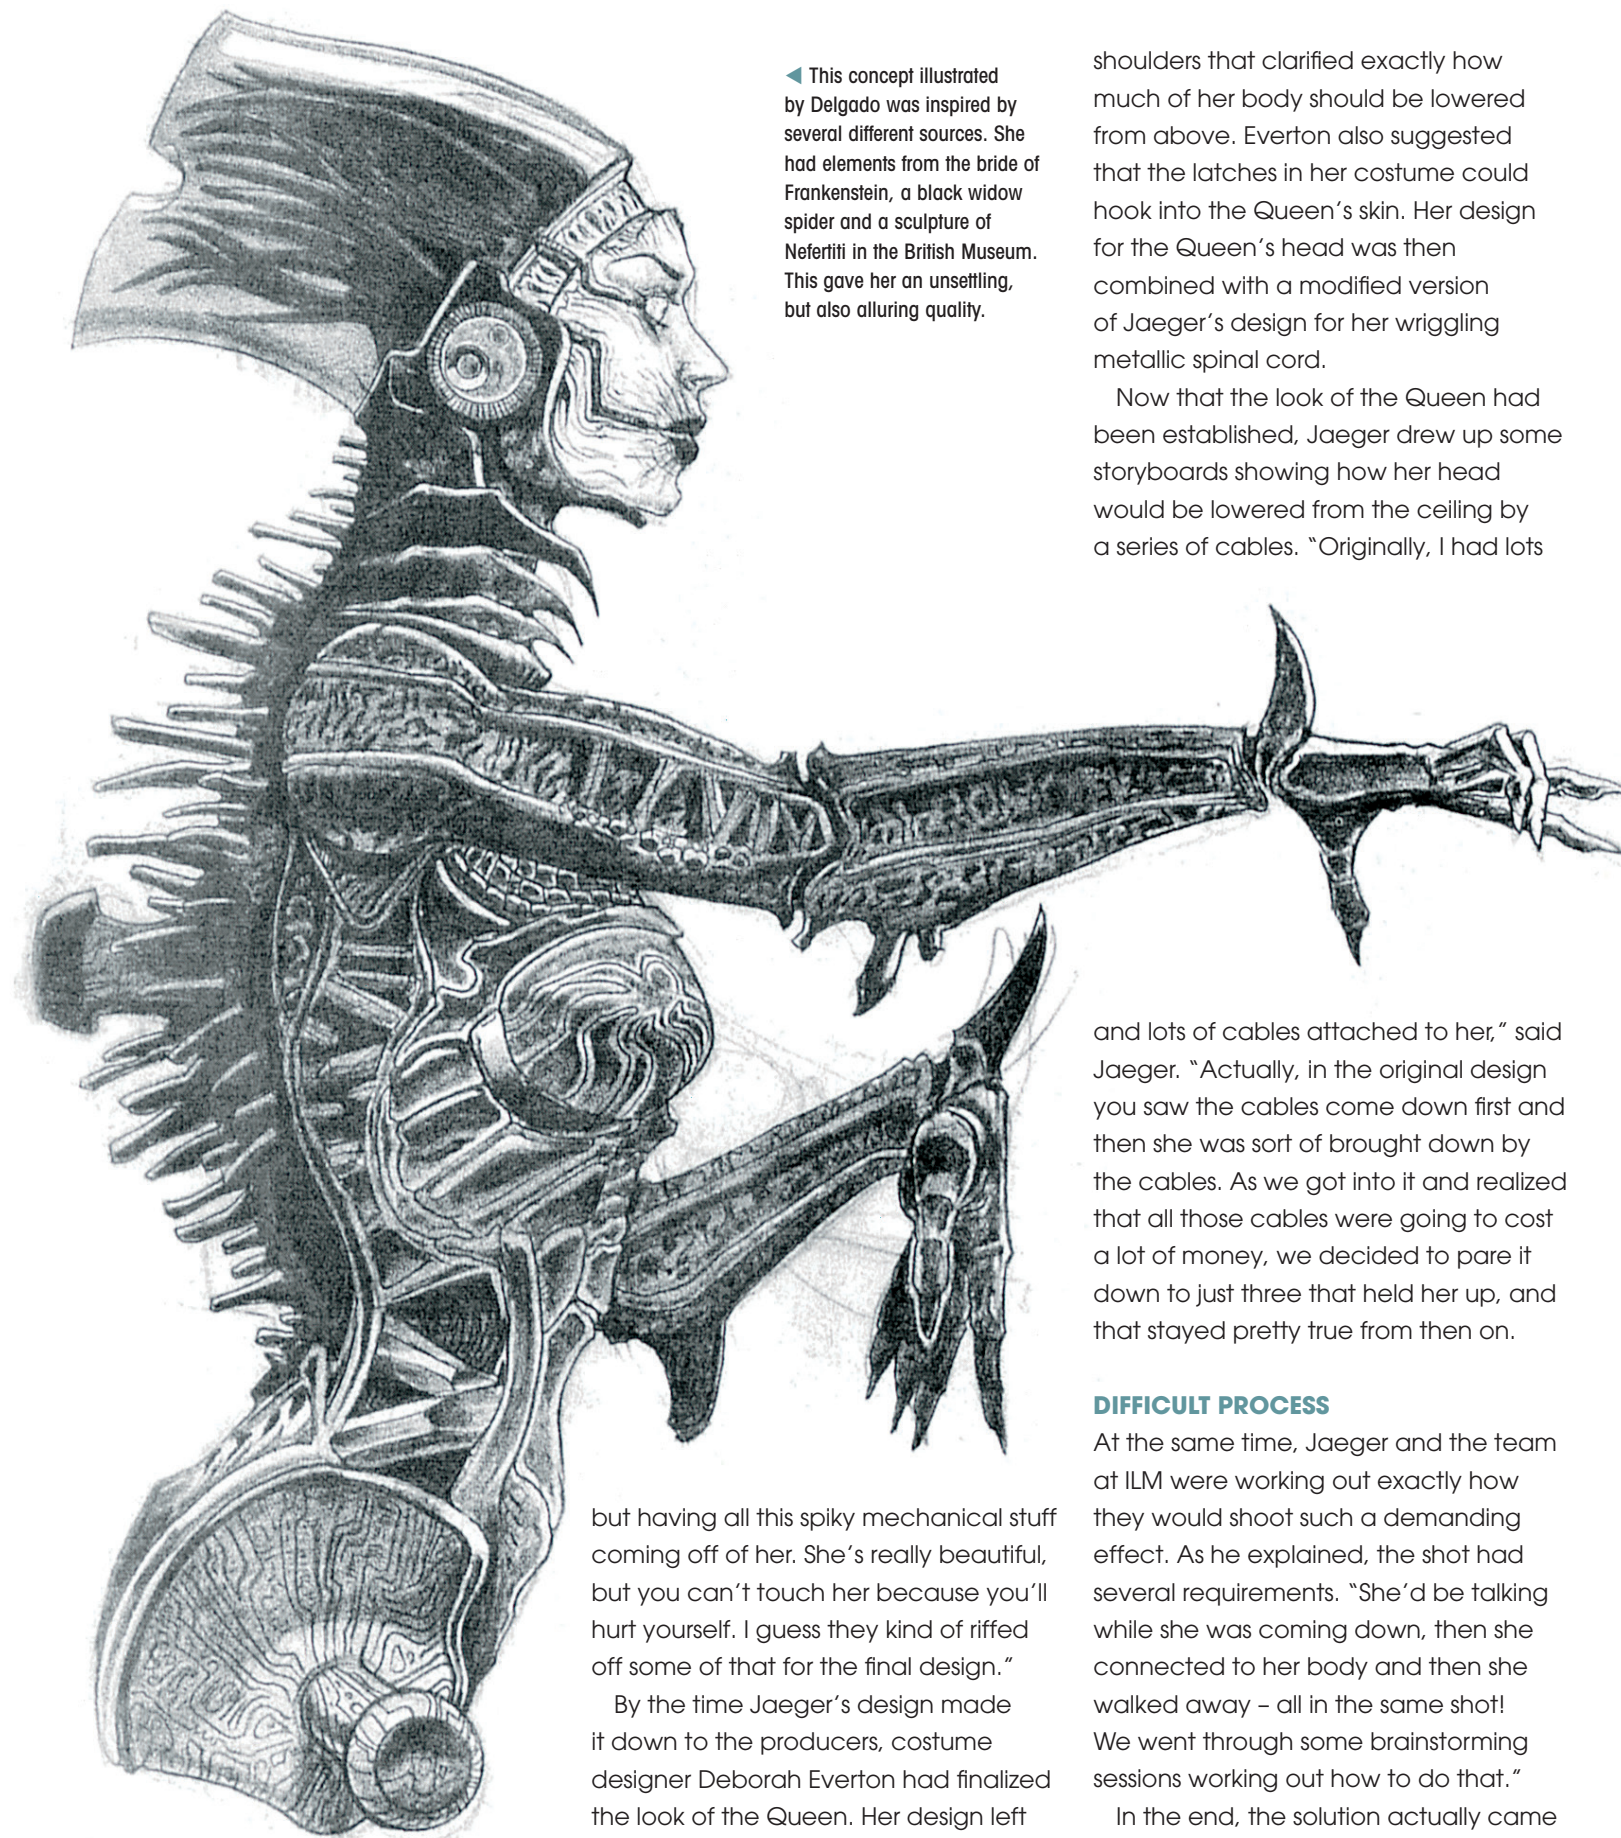 ◀ This concept illustrated
by Delgado was inspired by
several different sources. She
had elements from the bride of
Frankenstein, a black widow
spider and a sculpture of
Nefertiti in the British Museum.
This gave her an unsettling,
but also alluring quality.
but having all this spiky mechanical stuff
coming off of her. She's really beautiful,
but you can't touch her because you'll
hurt yourself. I guess they kind of riffed
off some of that for the final design."
By the time Jaeger's design made
it down to the producers, costume
designer Deborah Everton had finalized
the look of the Queen. Her design left
shoulders that clarified exactly how
much of her body should be lowered
from above. Everton also suggested
that the latches in her costume could
hook into the Queen's skin. Her design
for the Queen's head was then
combined with a modified version
of Jaeger's design for her wriggling
metallic spinal cord.
Now that the look of the Queen had
been established, Jaeger drew up some
storyboards showing how her head
would be lowered from the ceiling by
a series of cables. "Originally, I had lots
and lots of cables attached to her," said
Jaeger. "Actually, in the original design
you saw the cables come down first and
then she was sort of brought down by
the cables. As we got into it and realized
that all those cables were going to cost
a lot of money, we decided to pare it
down to just three that held her up, and
that stayed pretty true from then on.
DIFFICULT PROCESS
At the same time, Jaeger and the team
at ILM were working out exactly how
they would shoot such a demanding
effect. As he explained, the shot had
several requirements. "She'd be talking
while she was coming down, then she
connected to her body and then she
walked away – all in the same shot!
We went through some brainstorming
sessions working out how to do that."
In the end, the solution actually came